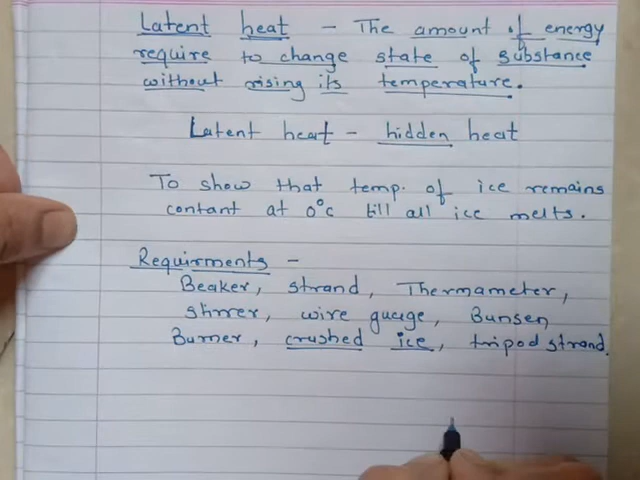 Latent heat - The amount of energy
require to change state of substance
without rising its temperature.
Latent heat - hidden heat
To show that temp. of ice remains
contant at 0°c till all ice melts.
Requirments -
Beaker, strand, Thermameter,
stirrer, wire guage, Bunsen
Burner, crushed ice, tripod strand.